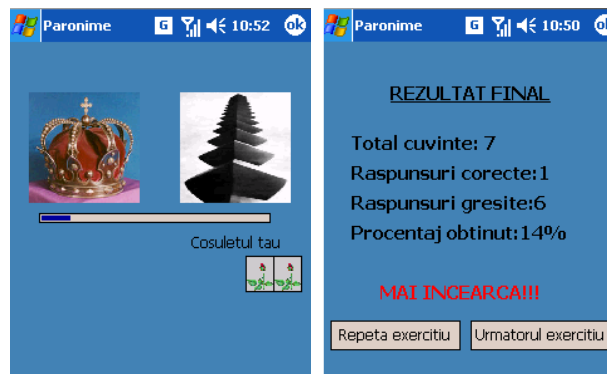 Paronime G 10:52 ok
Cosuletul tau
Paronime G 10:50 ok
REZULTAT FINAL
Total cuvinte: 7
Raspunsuri corecte:1
Raspunsuri gresite:6
Procentaj obtinut:14%
MAI INCEARCA!!!
Repeta exercitiu Urmatorul exercitiu